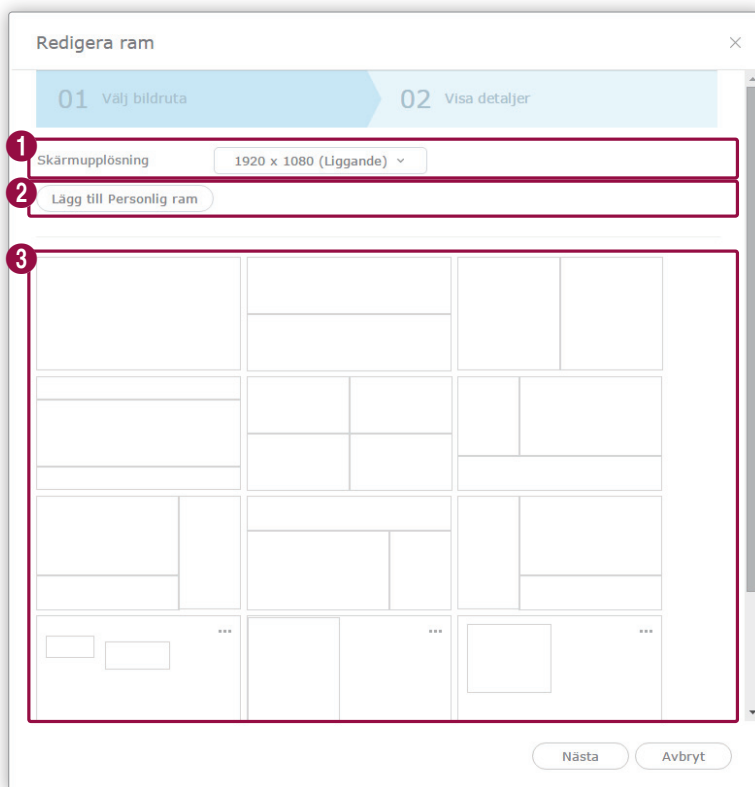 Redigera ram
01 Välj bildruta
02 Visa detaljer
1
Skärmupplösning
1920 x 1080 (Liggande)
2
Lägg till Personlig ram
3
Nästa
Avbryt